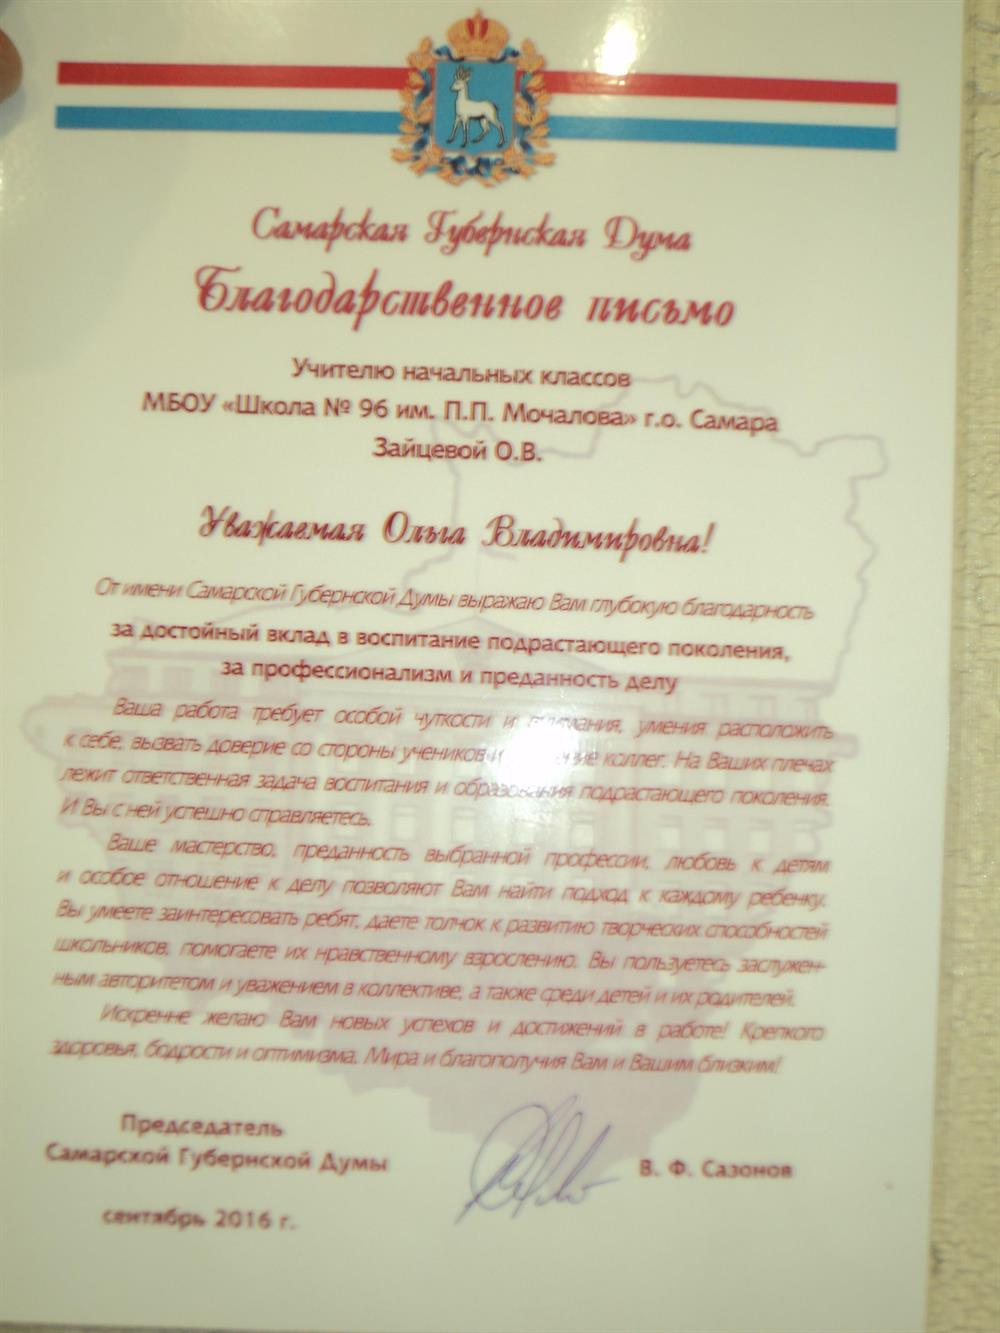 Самарская Губернская Дума
Благодарственное письмо
Учителю начальных классов
МБОУ «Школа № 96 им. П.П. Мочалова» г.о. Самара
Зайцевой О.В.
Уважаемая Ольга Владимировна!
От имени Самарской Губернской Думы выражаю Вам глубокую благодарность
за достойный вклад в воспитание подрастающего поколения,
за профессионализм и преданность делу
Ваша работа требует особой чуткости и внимания, умения расположить
к себе, вызвать доверие со стороны учеников и коллег. На Ваших плечах
лежит ответственная задача воспитания и образования подрастающего поколения.
И Вы с ней успешно справляетесь.
Ваше мастерство, преданность выбранной профессии, любовь к детям
и особое отношение к делу позволяют Вам найти подход к каждому ребенку.
Вы умеете заинтересовать ребят, даете толчок к развитию творческих способностей
школьников, помогаете их нравственному взрослению. Вы пользуетесь заслужен-
ным авторитетом и уважением в коллективе, а также среди детей и их родителей.
Искренне желаю Вам новых успехов и достижений в работе! Крепкого
здоровья, бодрости и оптимизма. Мира и благополучия Вам и Вашим близким!
Председатель
Самарской Губернской Думы
В. Ф. Сазонов
сентябрь 2016 г.